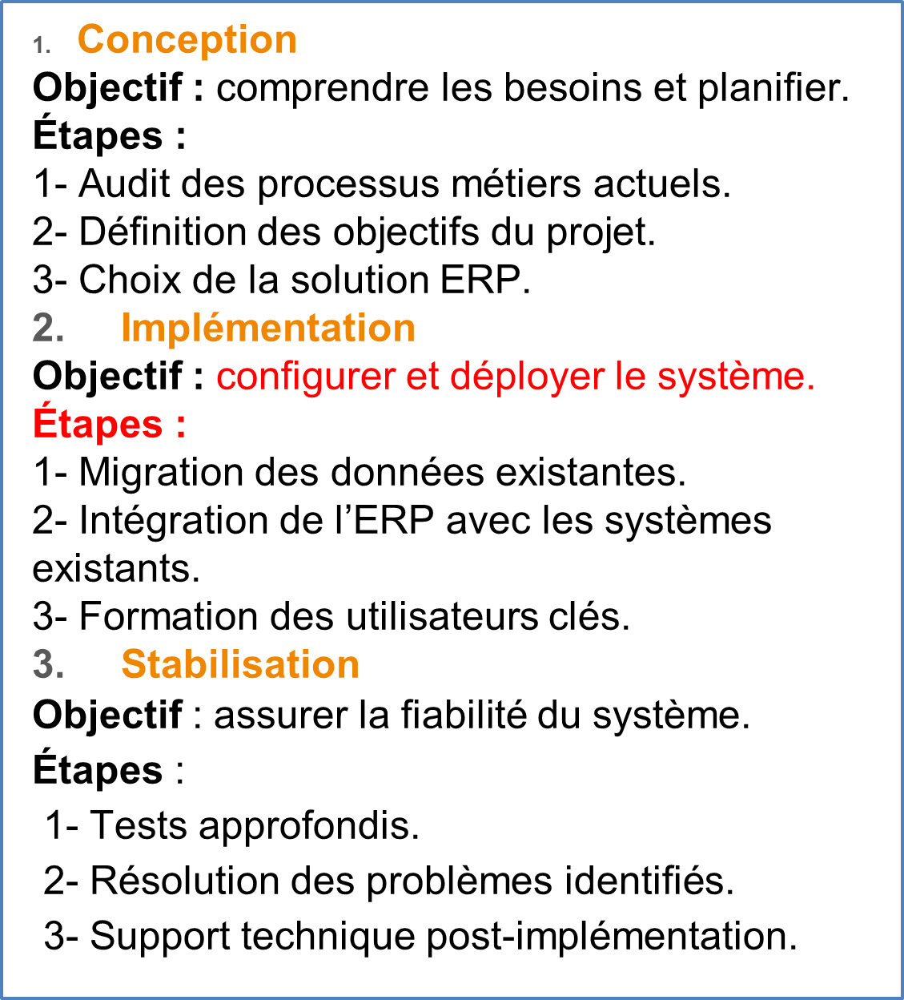 1. Conception
Objectif : comprendre les besoins et planifier.
Étapes :
1- Audit des processus métiers actuels.
2- Définition des objectifs du projet.
3- Choix de la solution ERP.
2. Implémentation
Objectif : configurer et déployer le système.
Étapes :
1- Migration des données existantes.
2- Intégration de l’ERP avec les systèmes
existants.
3- Formation des utilisateurs clés.
3. Stabilisation
Objectif : assurer la fiabilité du système.
Étapes :
1- Tests approfondis.
2- Résolution des problèmes identifiés.
3- Support technique post-implémentation.